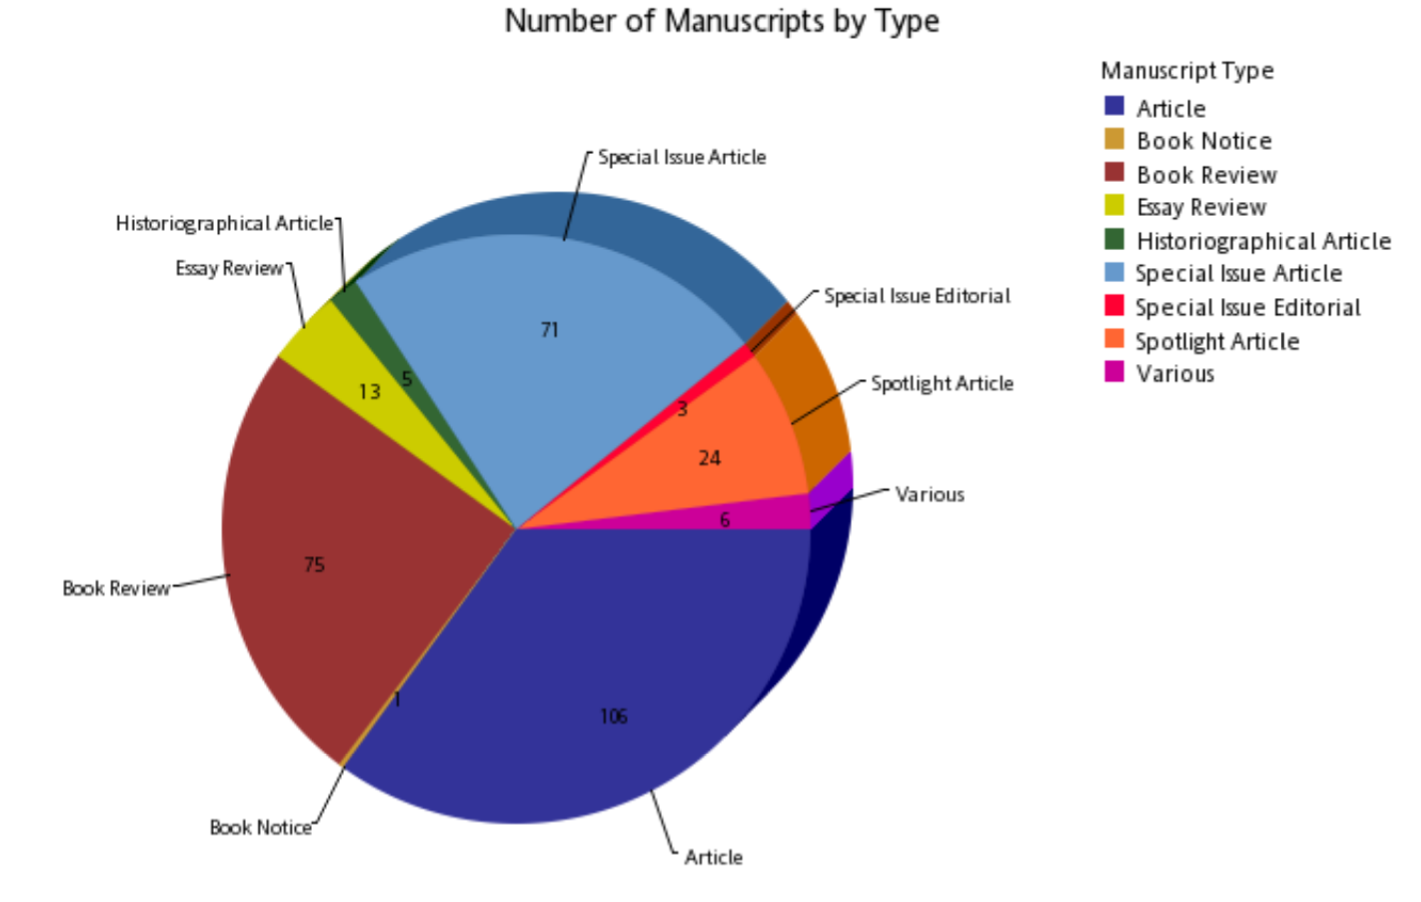 Number of Manuscripts by Type
Manuscript Type
Article
Book Notice
Book Review
Essay Review
Historiographical Article
Special Issue Article
Special Issue Editorial
Spotlight Article
Various
Special Issue Article
Historiographical Article
Essay Review
Special Issue Editorial
71
Spotlight Article
5
13
3
24
Various
6
75
Book Review
1
106
Book Notice
Article